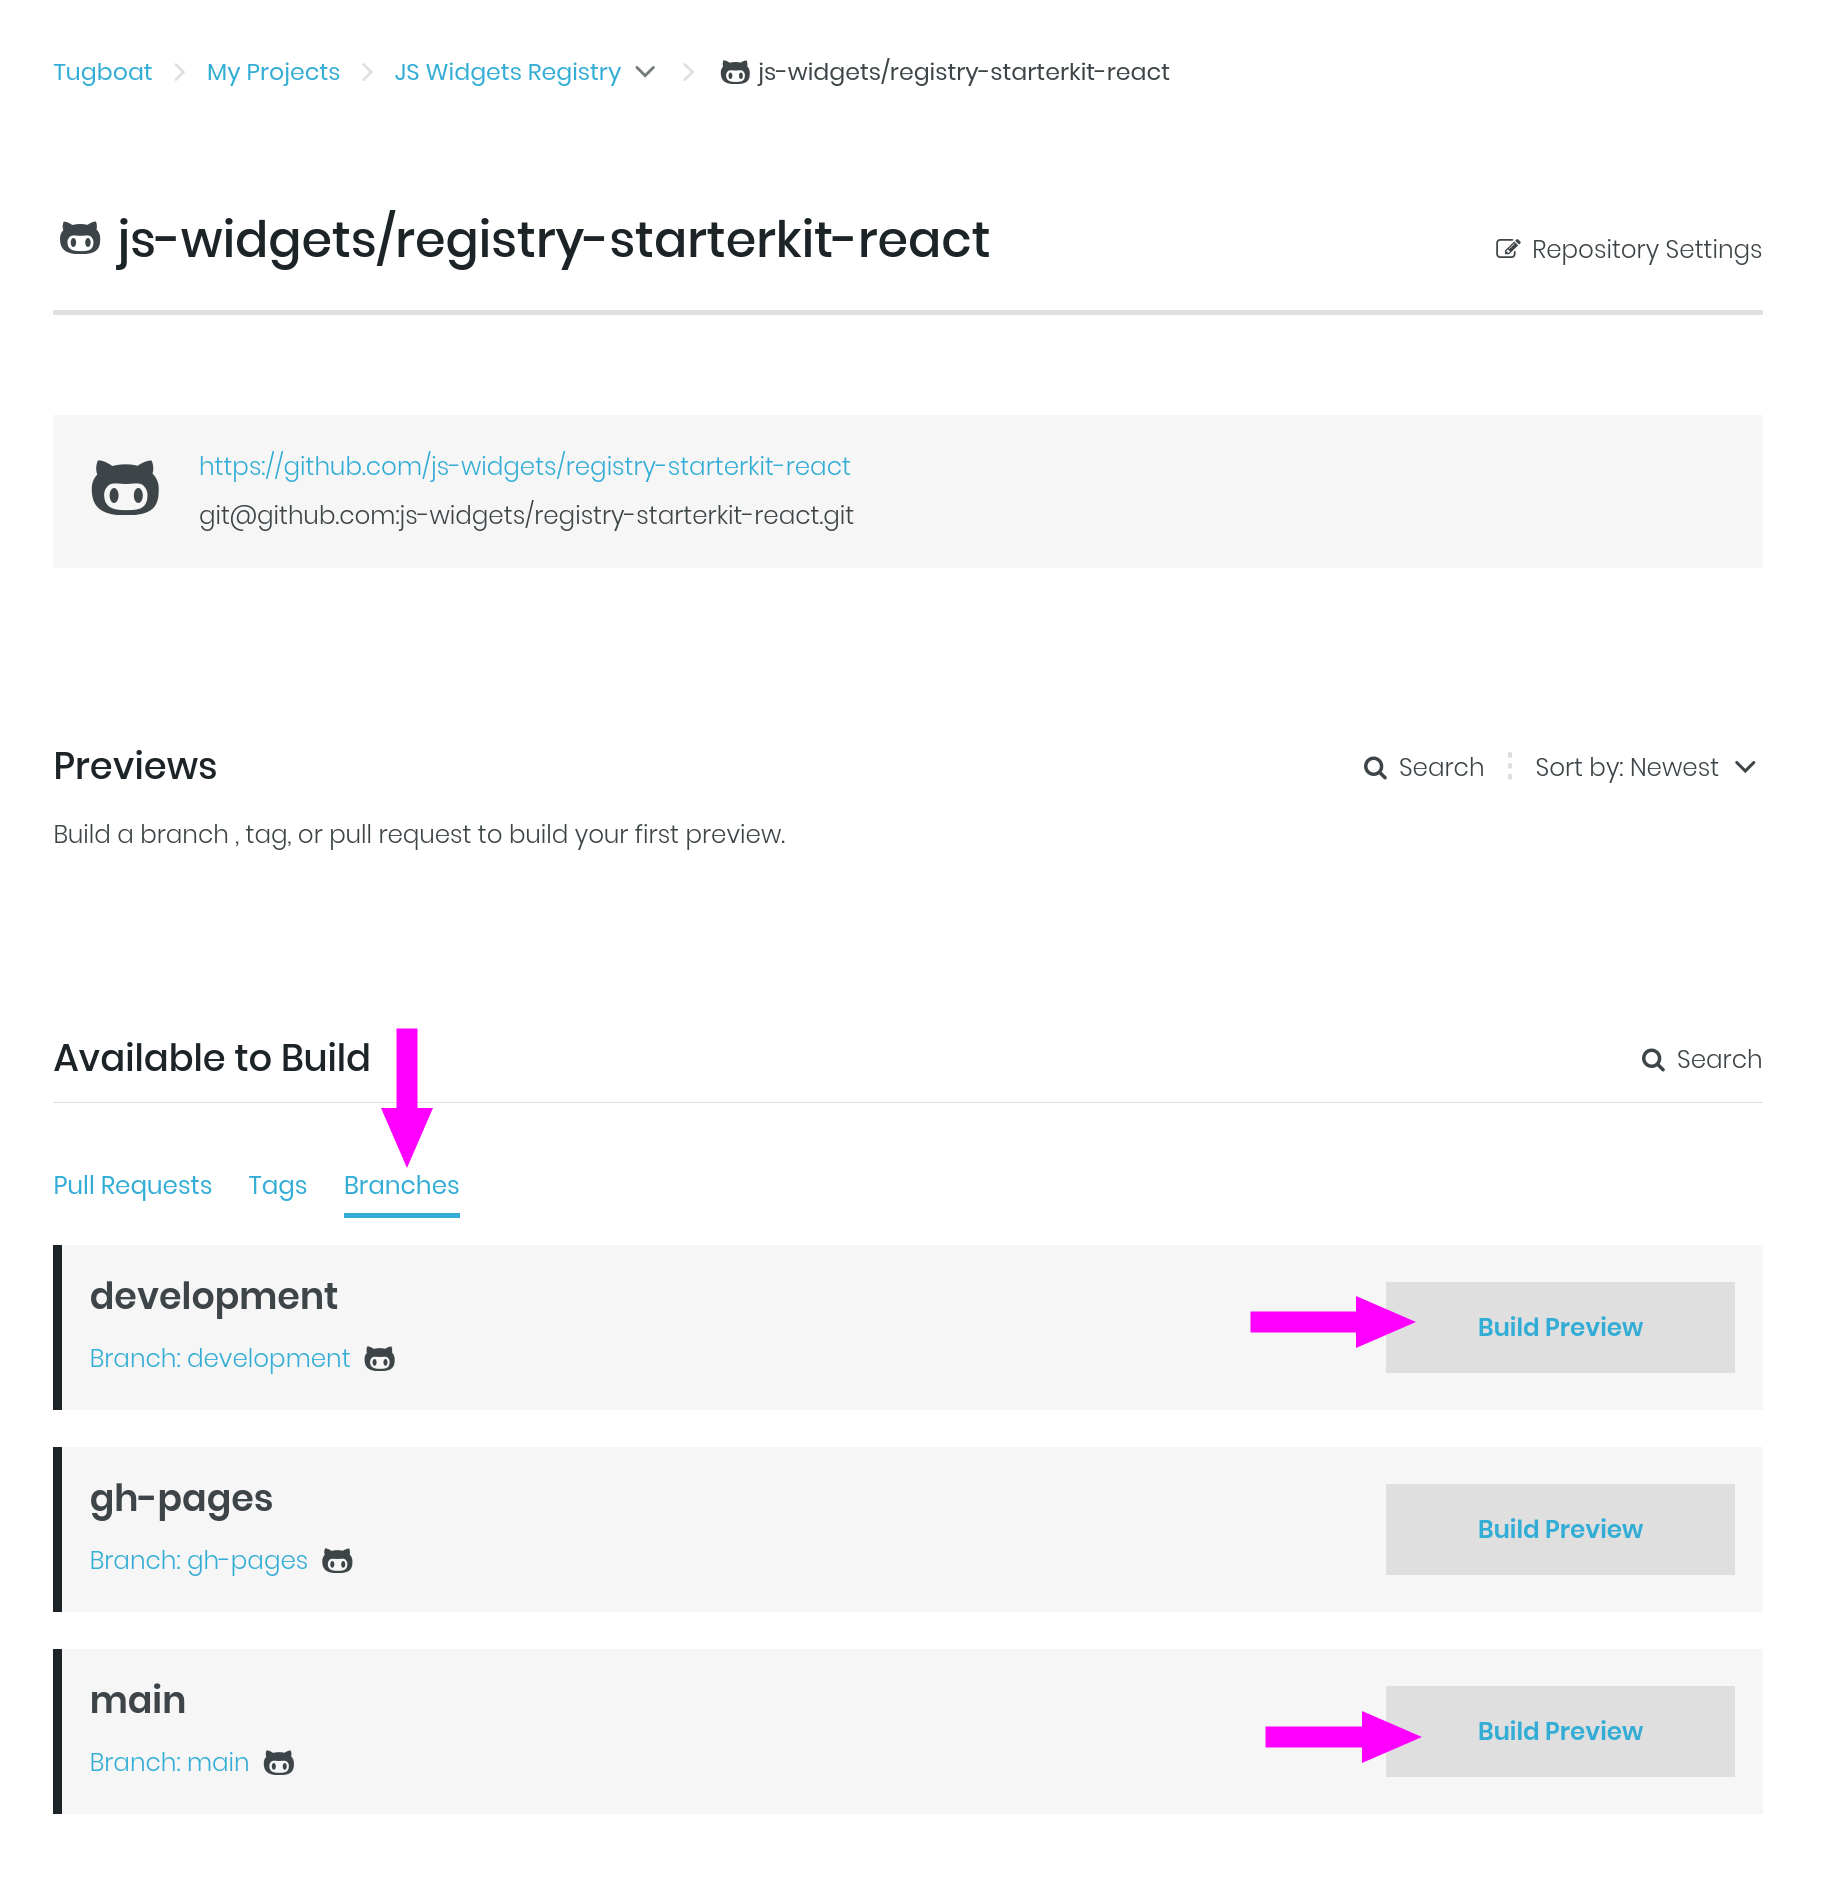 Tugboat My Projects JS Widgets Registry js-widgets/registry-starterkit-react
js-widgets/registry-starterkit-react
Repository Settings
https://github.com/js-widgets/registry-starterkit-react
git@github.com:js-widgets/registry-starterkit-react.git
Previews
Search Sort by: Newest
Build a branch , tag, or pull request to build your first preview.
Available to Build
Search
Pull Requests Tags Branches
development
Branch: development
Build Preview
gh-pages
Branch: gh-pages
Build Preview
main
Branch: main
Build Preview